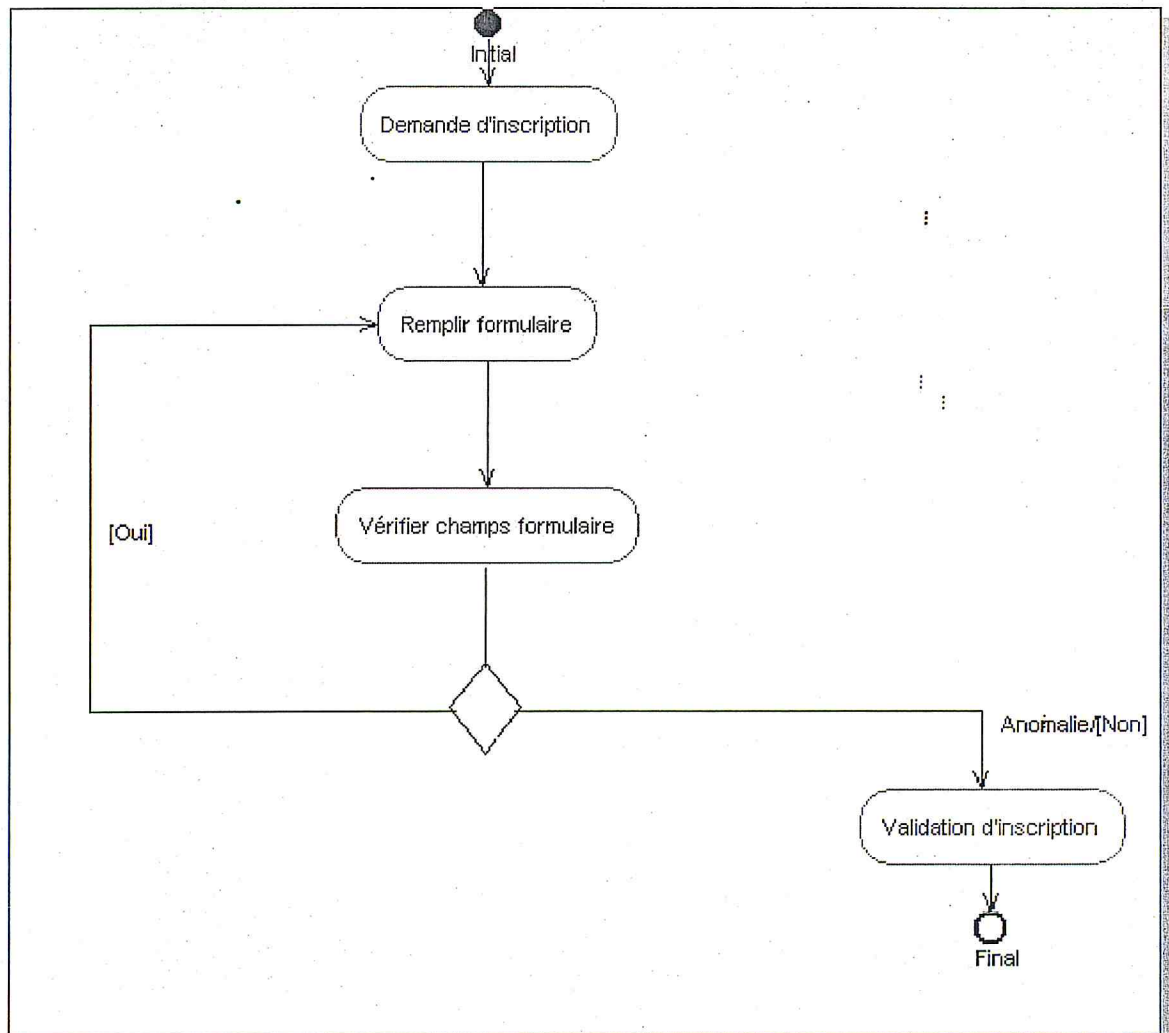 Initial
Demande d'inscription
Remplir formulaire
[Oui]
Vérifier champs formulaire
Anomalie/[Non]
Validation d'inscription
Final